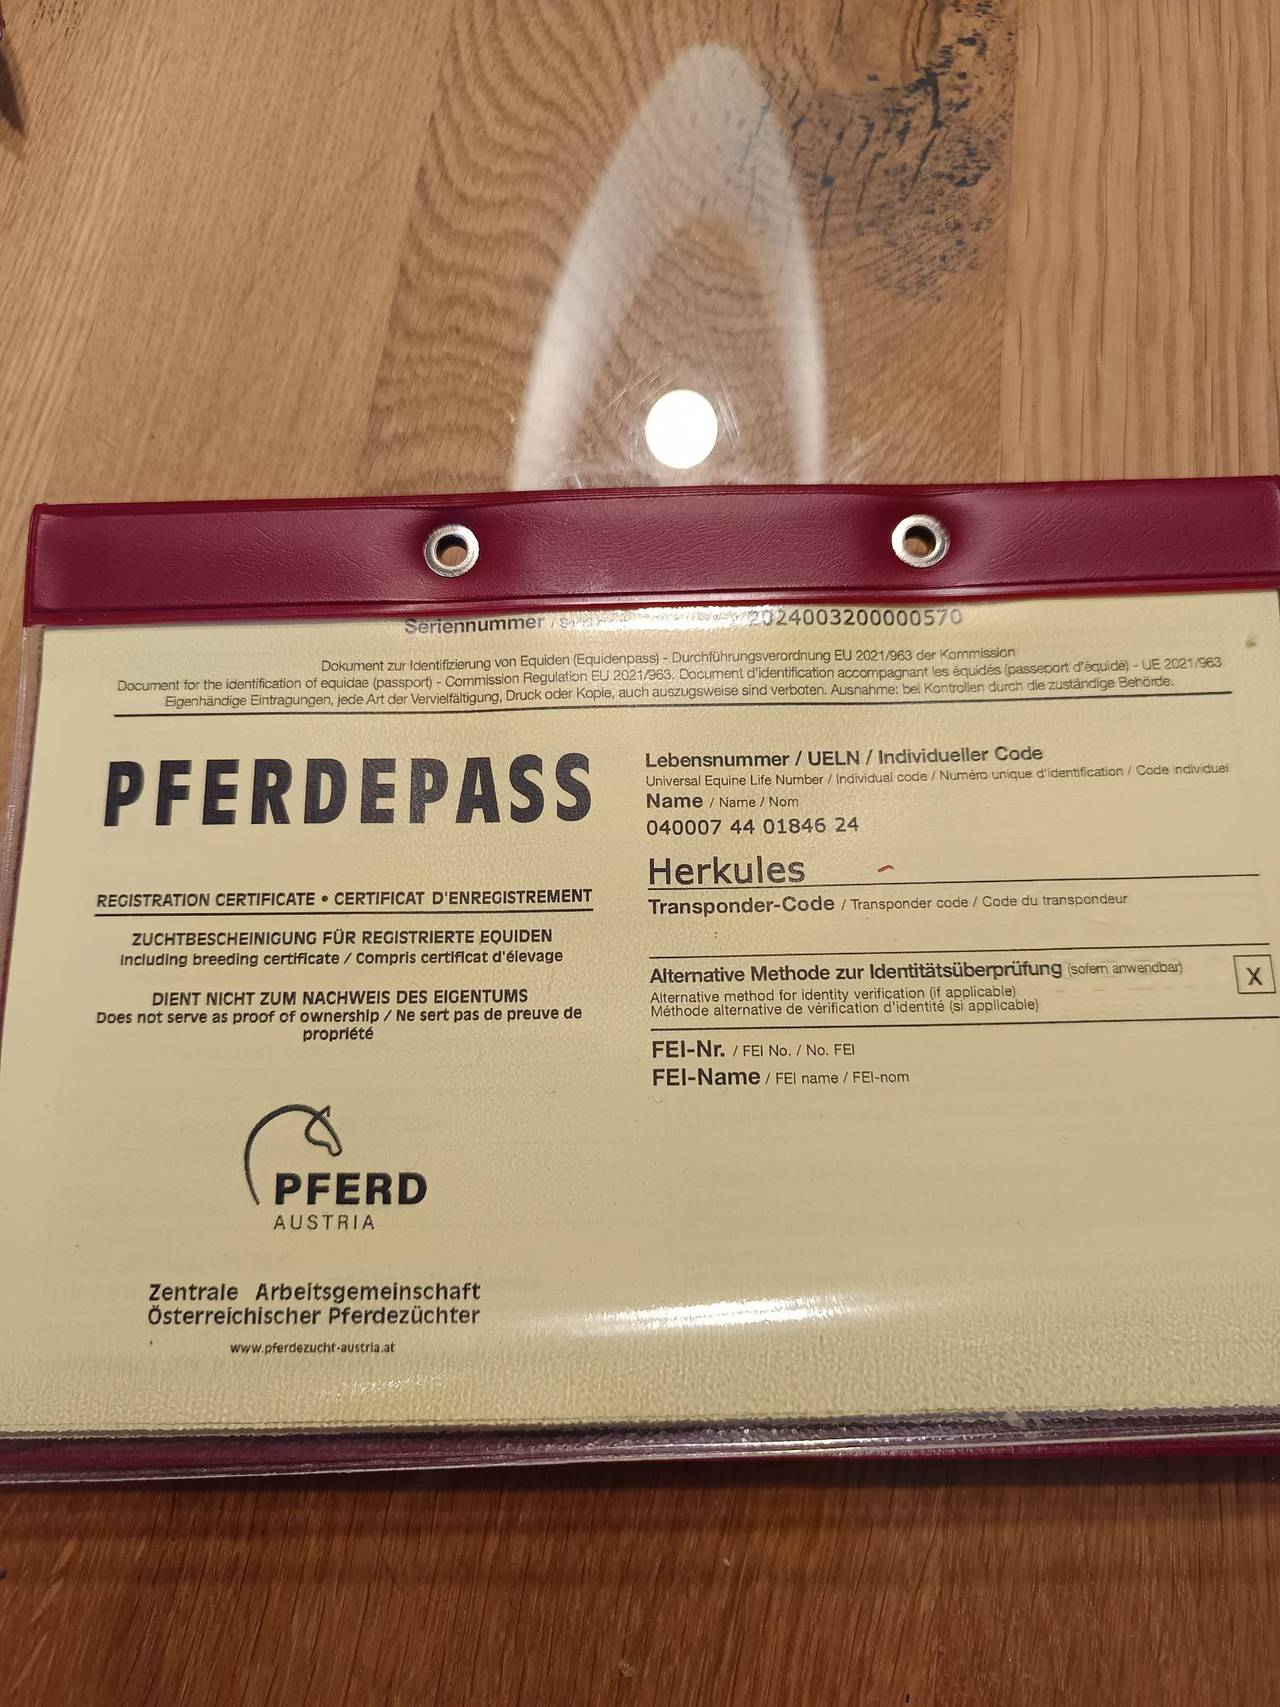 Seriennummer 2024003200000570
Dokument zur Identifizierung von Equiden (Equidenpass) - Durchführungsverordnung EU 2021/963 der Kommission
Document for the identification of equidae (passport) - Commission Regulation EU 2021/963. Document d'identification accompagnant les équidés (passeport d'équidé) - UE 2021/963
Eigenhändige Eintragungen, jede Art der Vervielfältigung, Druck oder Kopie, auch auszugsweise sind verboten. Ausnahme: bei Kontrollen durch die zuständige Behörde.
PFERDEPASS
REGISTRATION CERTIFICATE • CERTIFICAT D'ENREGISTREMENT
ZUCHTBESCHEINIGUNG FÜR REGISTRIERTE EQUIDEN
including breeding certificate / Compris certificat d'élevage
DIENT NICHT ZUM NACHWEIS DES EIGENTUMS
Does not serve as proof of ownership / Ne sert pas de preuve de
propriété
PFERD
AUSTRIA
Zentrale Arbeitsgemeinschaft
Österreichischer Pferdezüchter
www.pferdezucht-austria.at
Lebensnummer / UELN / Individueller Code
Universal Equine Life Number / Individual code / Numéro unique d'identification / Code individuel
Name / Name / Nom
040007 44 01846 24
Herkules
Transponder-Code / Transponder code / Code du transpondeur
Alternative Methode zur Identitätsüberprüfung (sofern anwendbar) X
Alternative method for identity verification (if applicable)
Méthode alternative de vérification d'identité (si applicable)
FEI-Nr. / FEI No. / No. FEI
FEI-Name / FEI name / FEI-nom